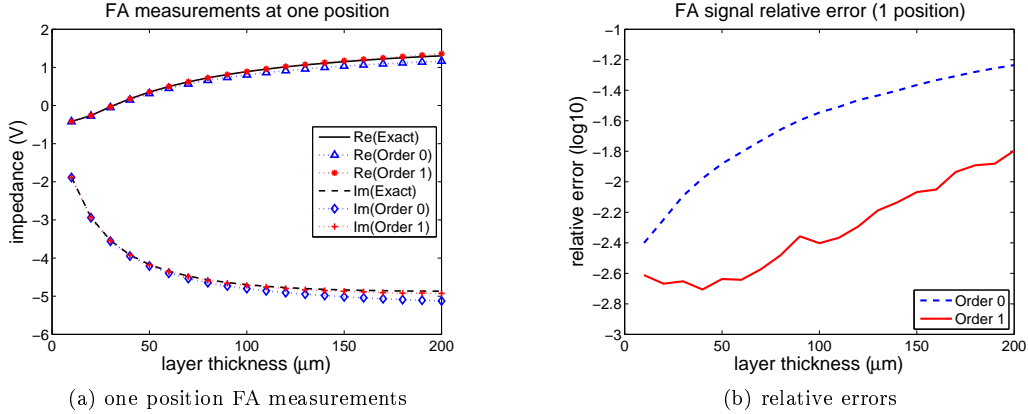 FA measurements at one position
impedance (V)
2
1
0
−1
−2
−3
−4
−5
−6
Re(Exact)
Re(Order 0)
Re(Order 1)
Im(Exact)
Im(Order 0)
Im(Order 1)
0
50
100
150
200
layer thickness (μm)
(a) one position FA measurements
FA signal relative error (1 position)
relative error (log10)
−1
−1.2
−1.4
−1.6
−1.8
−2
−2.2
−2.4
−2.6
−2.8
−3
Order 0
Order 1
0
50
100
150
200
layer thickness (μm)
(b) relative errors